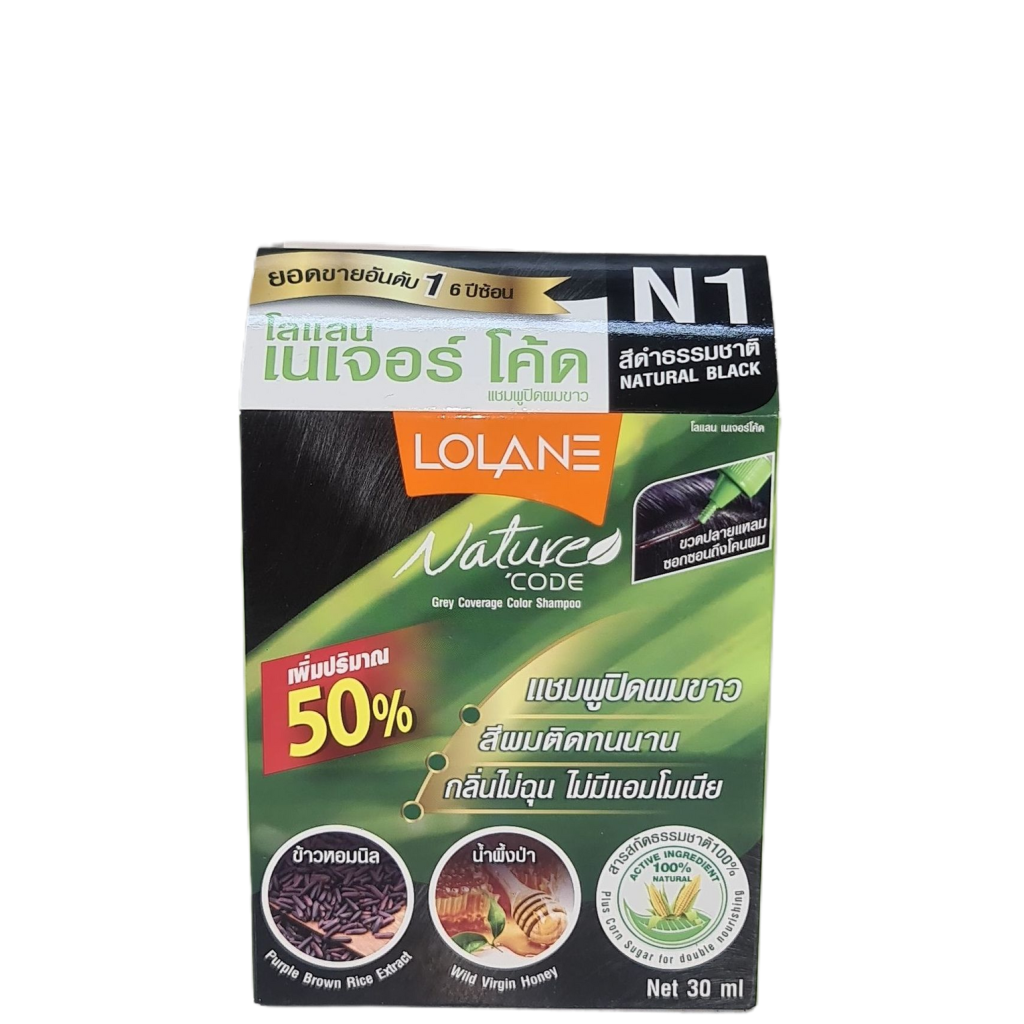 ยอดขายอันดับ 1 6 ปีซ้อน
N1
โลแลน
เนเจอร์ โค้ด
แชมพูปิดผมขาว
สีดำธรรมชาติ
NATURAL BLACK
โลแลน เนเจอร์โค้ด
LOLANE
Nature
CODE
Grey Coverage Color Shampoo
ขวดปลายแหลม
ซอกซอนถึงโคนผม
เพิ่มปริมาณ
50%
แชมพูปิดผมขาว
สีผมติดทนนาน
กลิ่นไม่ฉุน ไม่มีแอมโมเนีย
ข้าวหอมนิล
Purple Brown Rice Extract
น้ำผึ้งป่า
Wild Virgin Honey
สารสกัดธรรมชาติ100%
ACTIVE INGREDIENT
100%
NATURAL
Plus Corn Sugar for double nourishing
Net 30 ml